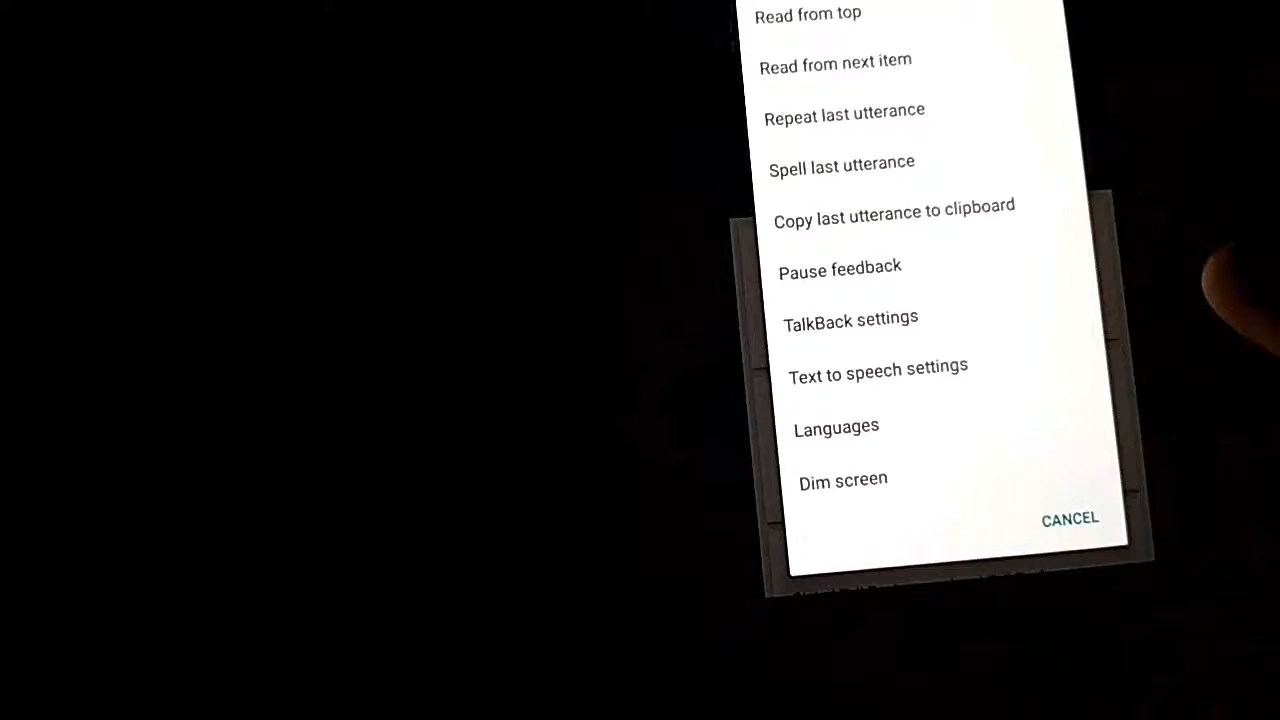 Read from top
Read from next item
Repeat last utterance
Spell last utterance
Copy last utterance to clipboard
Pause feedback
TalkBack settings
Text to speech settings
Languages
Dim screen
CANCEL